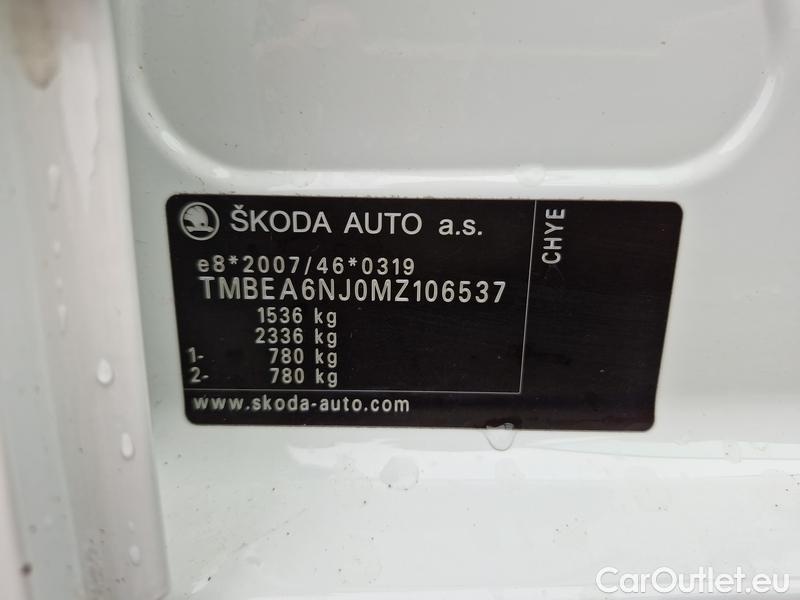 ŠKODA AUTO a.s.
CHYE
e8*2007/46*0319
TMBEA6NJ0MZ106537
1536 kg
2336 kg
1- 780 kg
2- 780 kg
www.skoda-auto.com
CarOutlet.eu